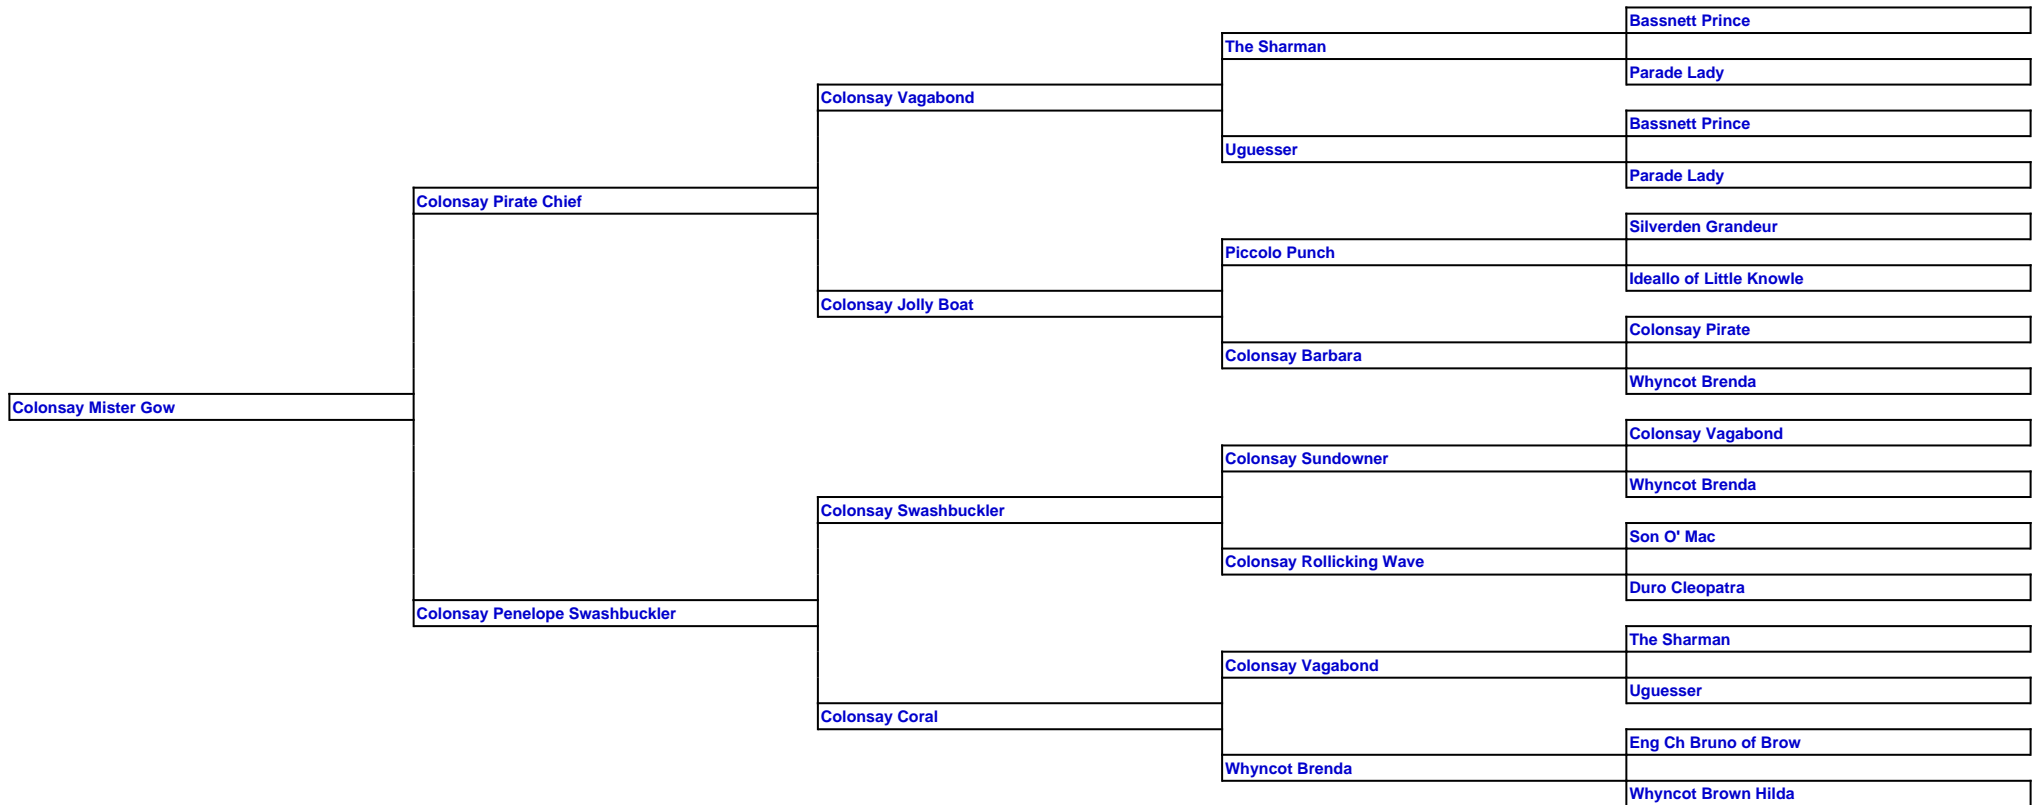 Bassnett Prince
The Sharman
Parade Lady
Colonsay Vagabond
Bassnett Prince
Uguesser
Parade Lady
Colonsay Pirate Chief
Silverden Grandeur
Piccolo Punch
Ideallo of Little Knowle
Colonsay Jolly Boat
Colonsay Pirate
Colonsay Barbara
Whyncot Brenda
Colonsay Mister Gow
Colonsay Vagabond
Colonsay Sundowner
Whyncot Brenda
Colonsay Swashbuckler
Son O' Mac
Colonsay Rollicking Wave
Duro Cleopatra
Colonsay Penelope Swashbuckler
The Sharman
Colonsay Vagabond
Uguesser
Colonsay Coral
Eng Ch Bruno of Brow
Whyncot Brenda
Whyncot Brown Hilda